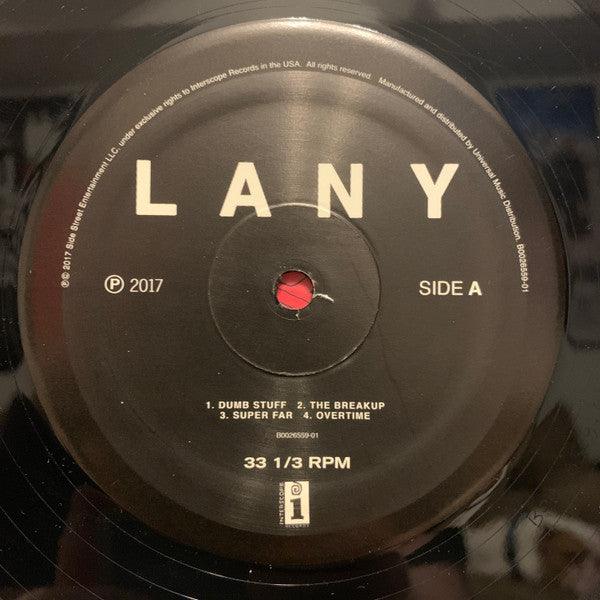 ℗© 2017 Side Street Entertainment LLC. under exclusive rights to Interscope Records in the USA. All rights reserved. Manufactured and distributed by Universal Music Distribution. B0026559-01
LANY
℗ 2017
SIDE A
1. DUMB STUFF 2. THE BREAKUP
3. SUPER FAR 4. OVERTIME
B0026559-01
33 1/3 RPM
INTERSCOPE
i
RECORDS